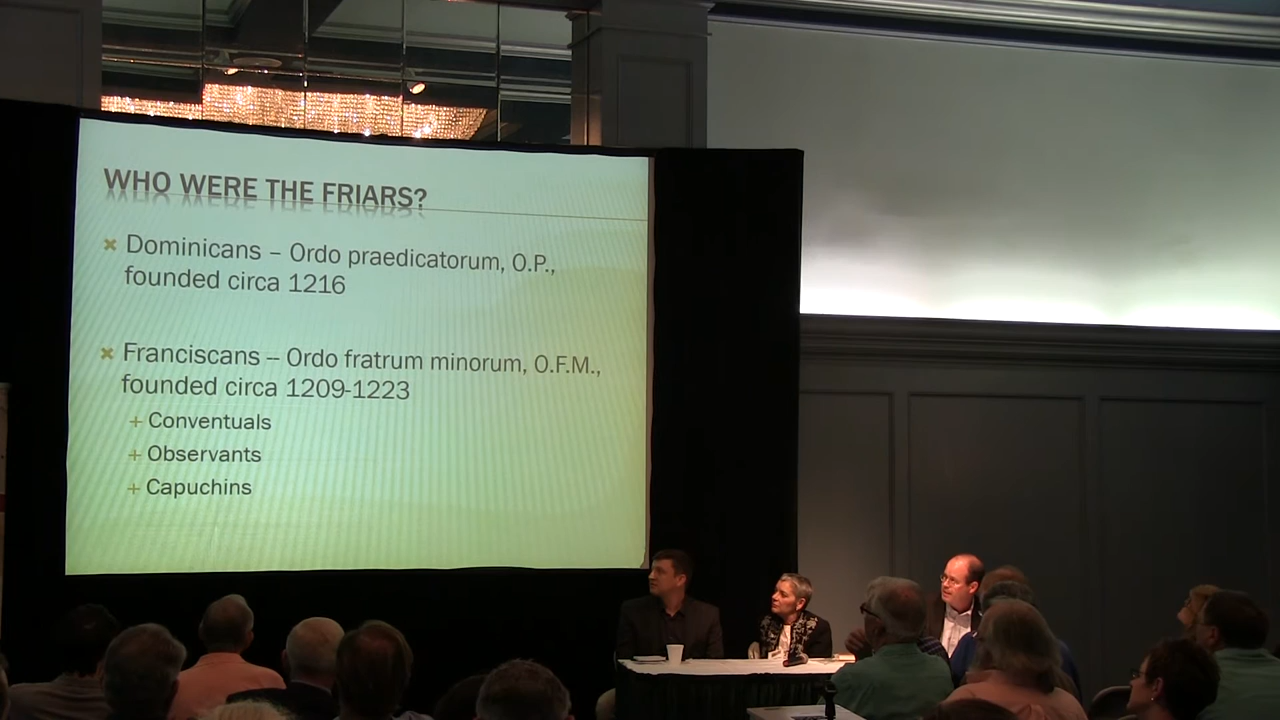 WHO WERE THE FRIARS?
Dominicans – Ordo praedicatorum, O.P.,
founded circa 1216
Franciscans – Ordo fratrum minorum, O.F.M.,
founded circa 1209-1223
+ Conventuals
+ Observants
+ Capuchins